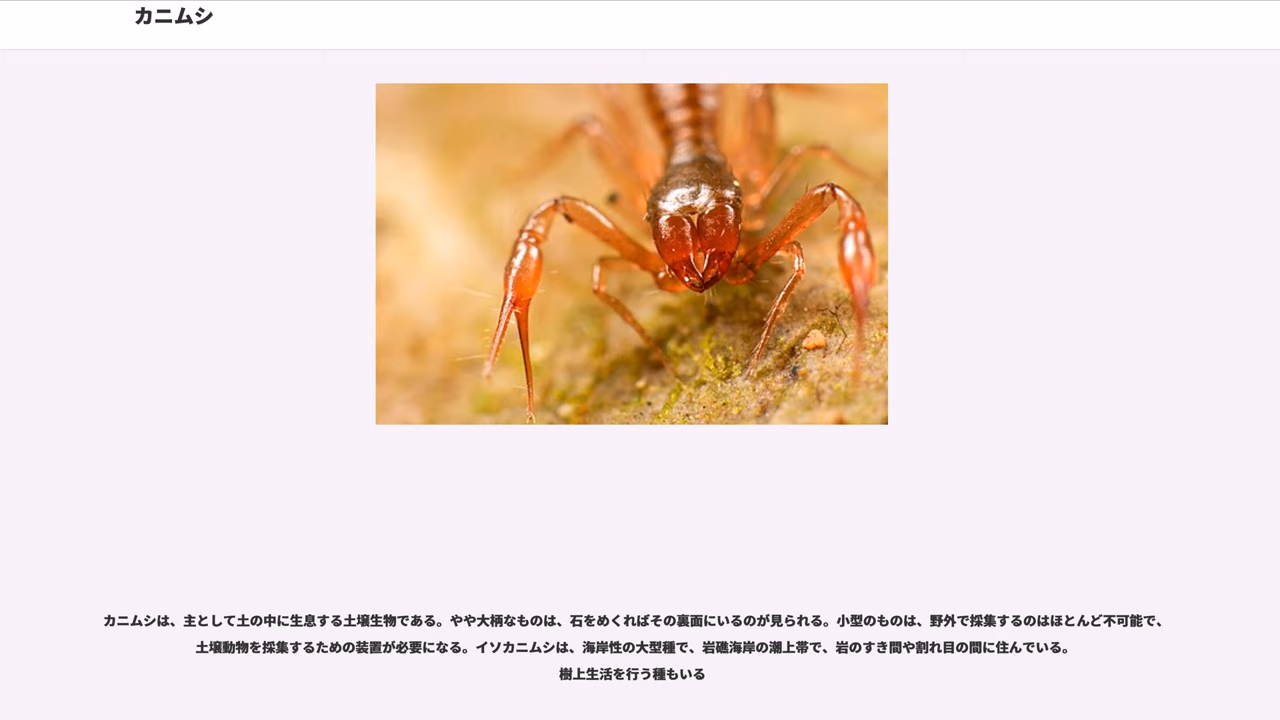 カニムシ
カニムシは、主として土の中に生息する土壌生物である。やや大柄なものは、石をめくればその裏面にいるのが見られる。小型のものは、野外で採集するのはほとんど不可能で、
土壌動物を採集するための装置が必要になる。イソカニムシは、海岸性の大型種で、岩礁海岸の潮上帯で、岩のすき間や割れ目の間に住んでいる。
樹上生活を行う種もいる